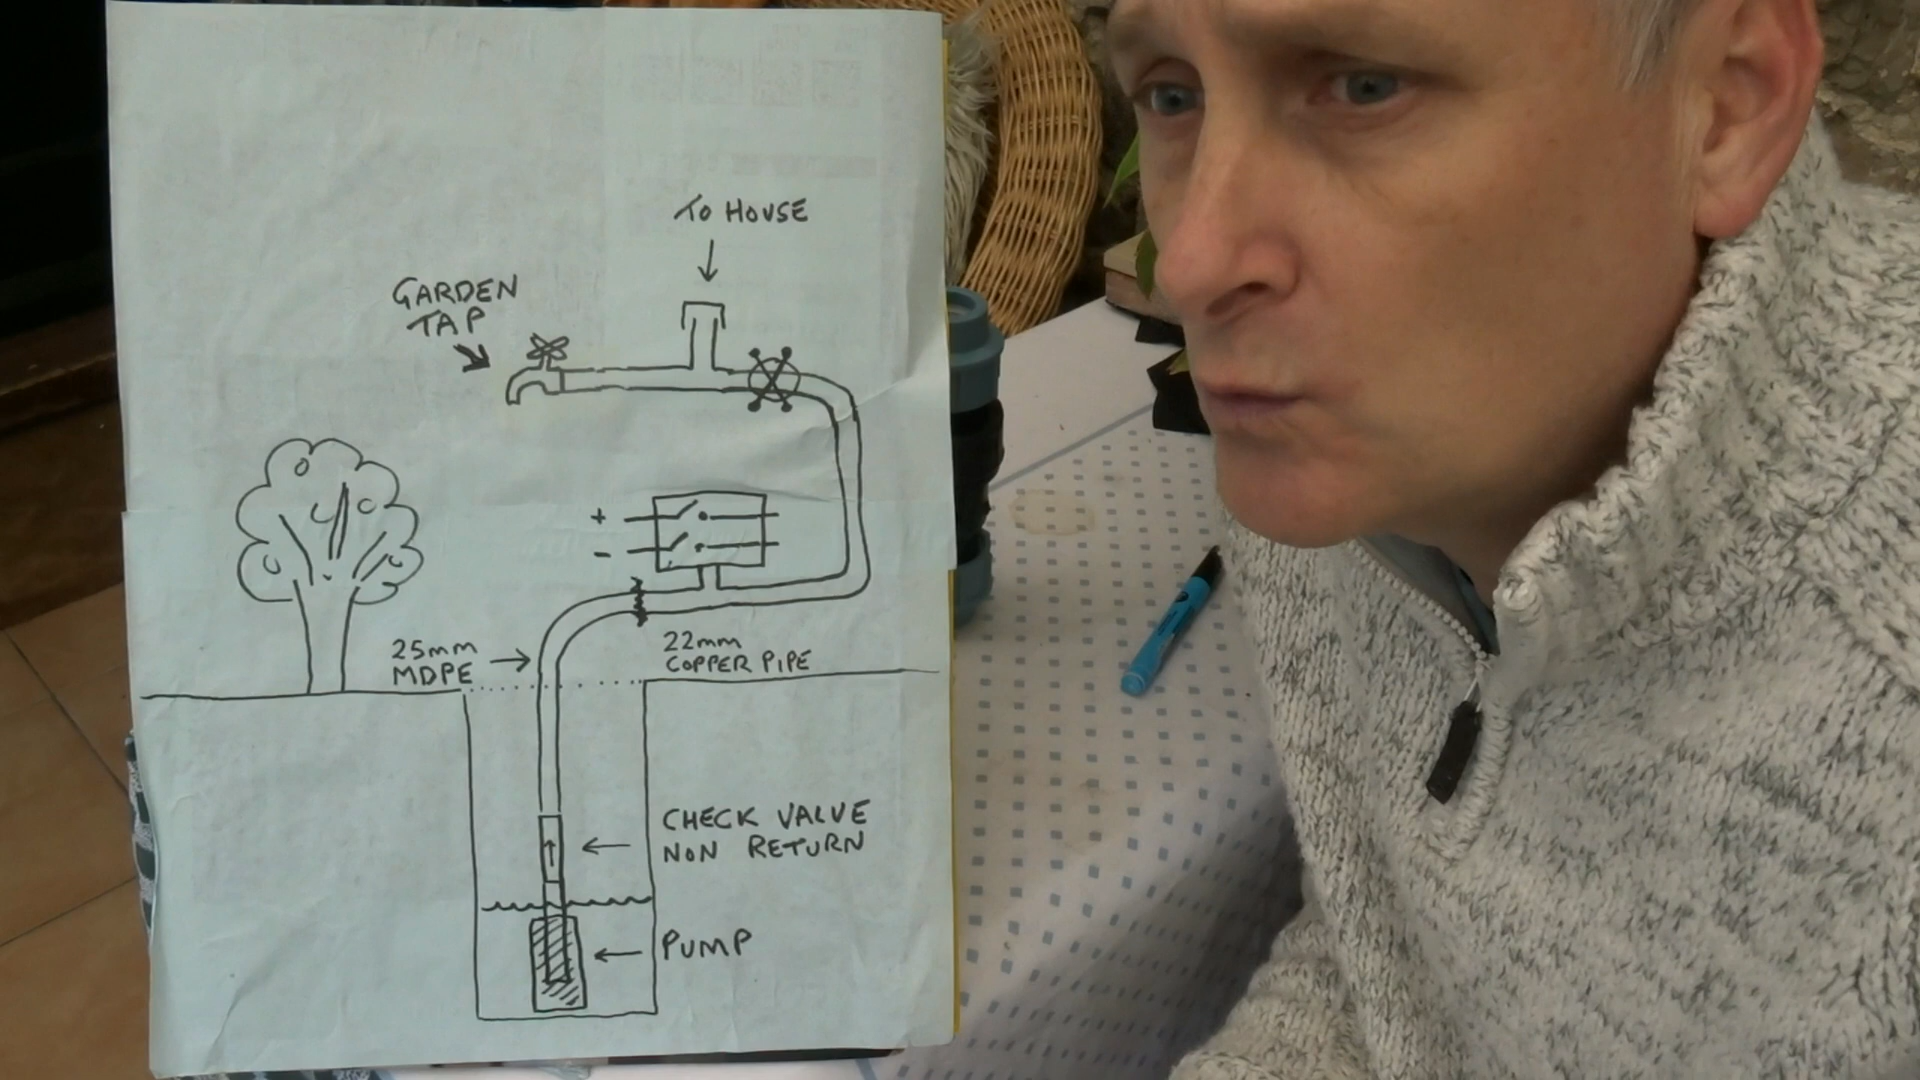 TO HOUSE
GARDEN
TAP
+
-
25mm
MDPE
22mm
COPPER PIPE
CHECK VALVE
NON RETURN
PUMP